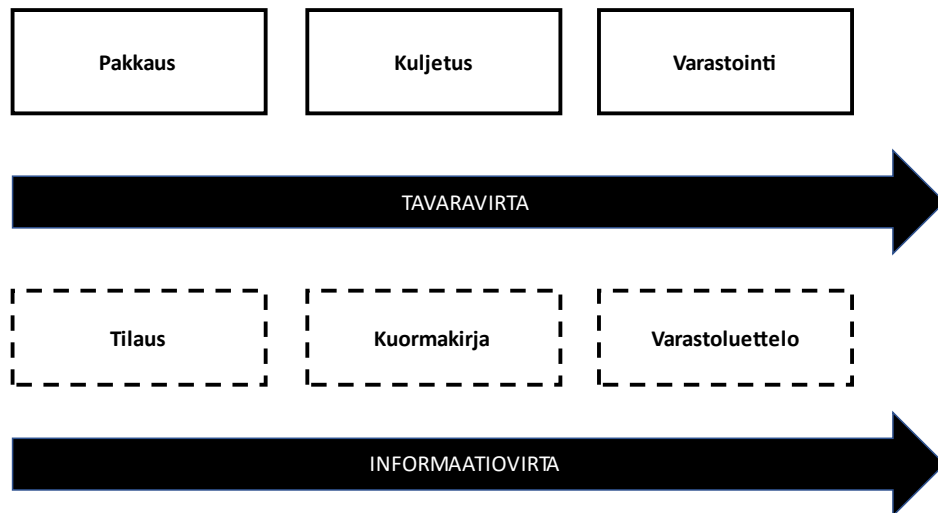 Pakkaus
Kuljetus
Varastointi
TAVARAVIRTA
Tilaus
Kuormakirja
Varastoluettelo
INFORMAATIOVIRTA